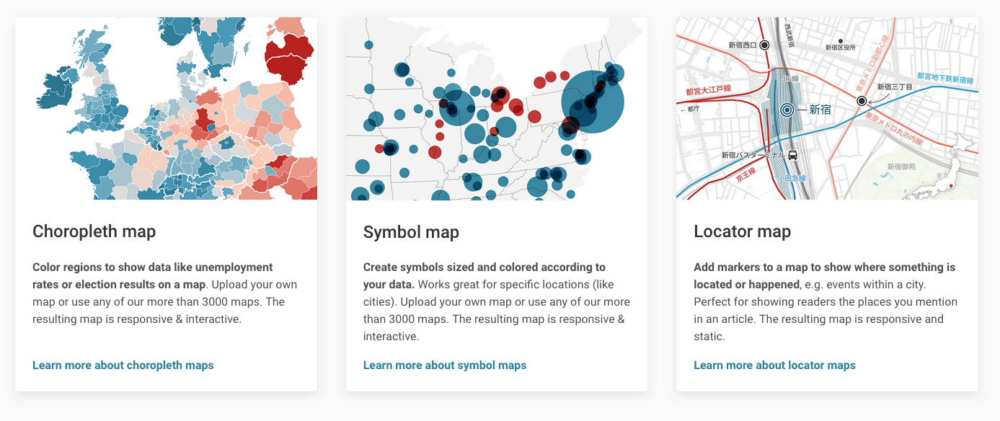 西武新宿
新宿西口
新宿区役所
東京メトロ副都心線
JR線
都営地下鉄新宿線
都営大江戸線
新宿三丁目
← 都庁
新宿
東京メトロ丸の内線
新宿バスターミナル
新宿御苑
京王線
小田急線
東京
Choropleth map
Color regions to show data like unemployment
rates or election results on a map. Upload your own
map or use any of our more than 3000 maps. The
resulting map is responsive & interactive.
Learn more about choropleth maps
Symbol map
Create symbols sized and colored according to
your data. Works great for specific locations (like
cities). Upload your own map or use any of our more
than 3000 maps. The resulting map is responsive &
interactive.
Learn more about symbol maps
Locator map
Add markers to a map to show where something is
located or happened, e.g. events within a city.
Perfect for showing readers the places you mention
in an article. The resulting map is responsive and
static.
Learn more about locator maps